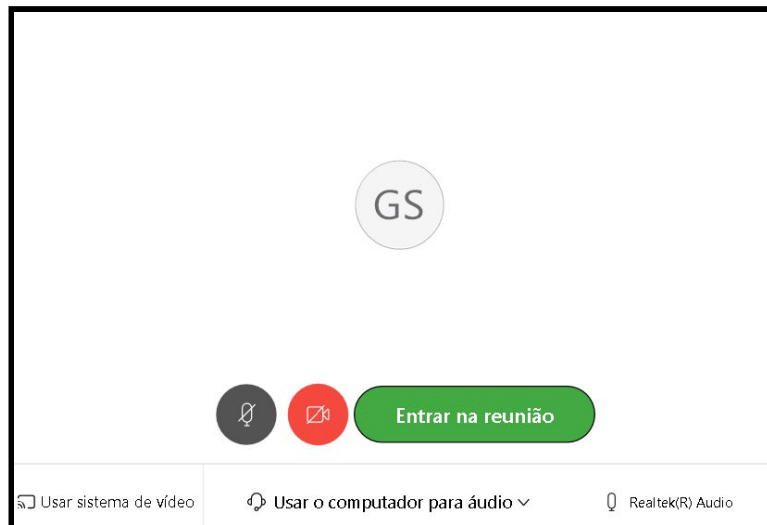 GS
Entrar na reunião
Usar sistema de vídeo
Usar o computador para áudio
Realtek(R) Audio